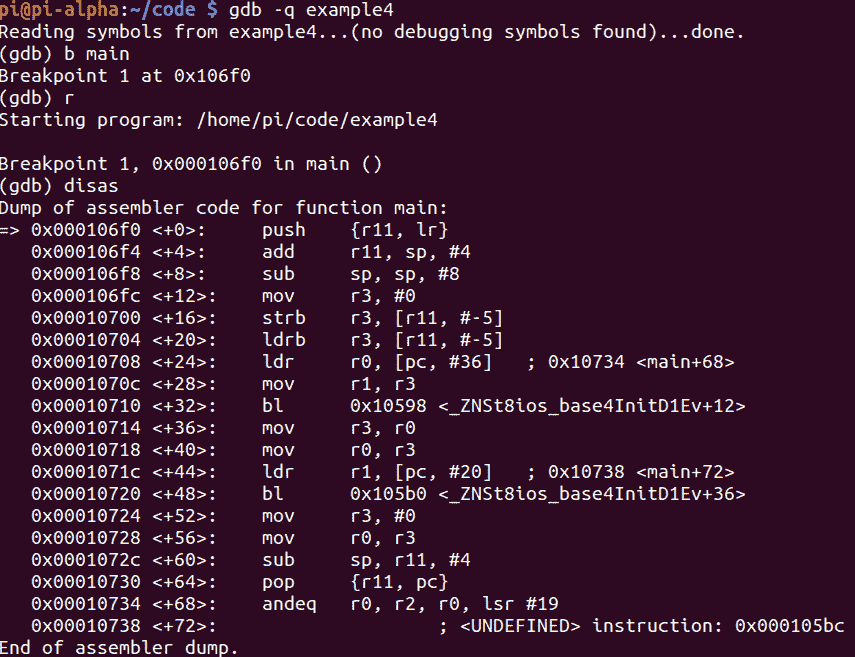 pi@pi-alpha:~/code $ gdb -q example4
Reading symbols from example4...(no debugging symbols found)...done.
(gdb) b main
Breakpoint 1 at 0x106f0
(gdb) r
Starting program: /home/pi/code/example4
Breakpoint 1, 0x000106f0 in main ()
(gdb) disas
Dump of assembler code for function main:
=> 0x000106f0 <+0>:     push    {r11, lr}
   0x000106f4 <+4>:     add     r11, sp, #4
   0x000106f8 <+8>:     sub     sp, sp, #8
   0x000106fc <+12>:    mov     r3, #0
   0x00010700 <+16>:    strb    r3, [r11, #-5]
   0x00010704 <+20>:    ldrb    r3, [r11, #-5]
   0x00010708 <+24>:    ldr     r0, [pc, #36]   ; 0x10734 <main+68>
   0x0001070c <+28>:    mov     r1, r3
   0x00010710 <+32>:    bl      0x10598 <_ZNSt8ios_base4InitD1Ev+12>
   0x00010714 <+36>:    mov     r3, r0
   0x00010718 <+40>:    mov     r0, r3
   0x0001071c <+44>:    ldr     r1, [pc, #20]   ; 0x10738 <main+72>
   0x00010720 <+48>:    bl      0x105b0 <_ZNSt8ios_base4InitD1Ev+36>
   0x00010724 <+52>:    mov     r3, #0
   0x00010728 <+56>:    mov     r0, r3
   0x0001072c <+60>:    sub     sp, r11, #4
   0x00010730 <+64>:    pop     {r11, pc}
   0x00010734 <+68>:    andeq   r0, r2, r0, lsr #19
   0x00010738 <+72>:                    ; <UNDEFINED> instruction: 0x000105bc
End of assembler dump.